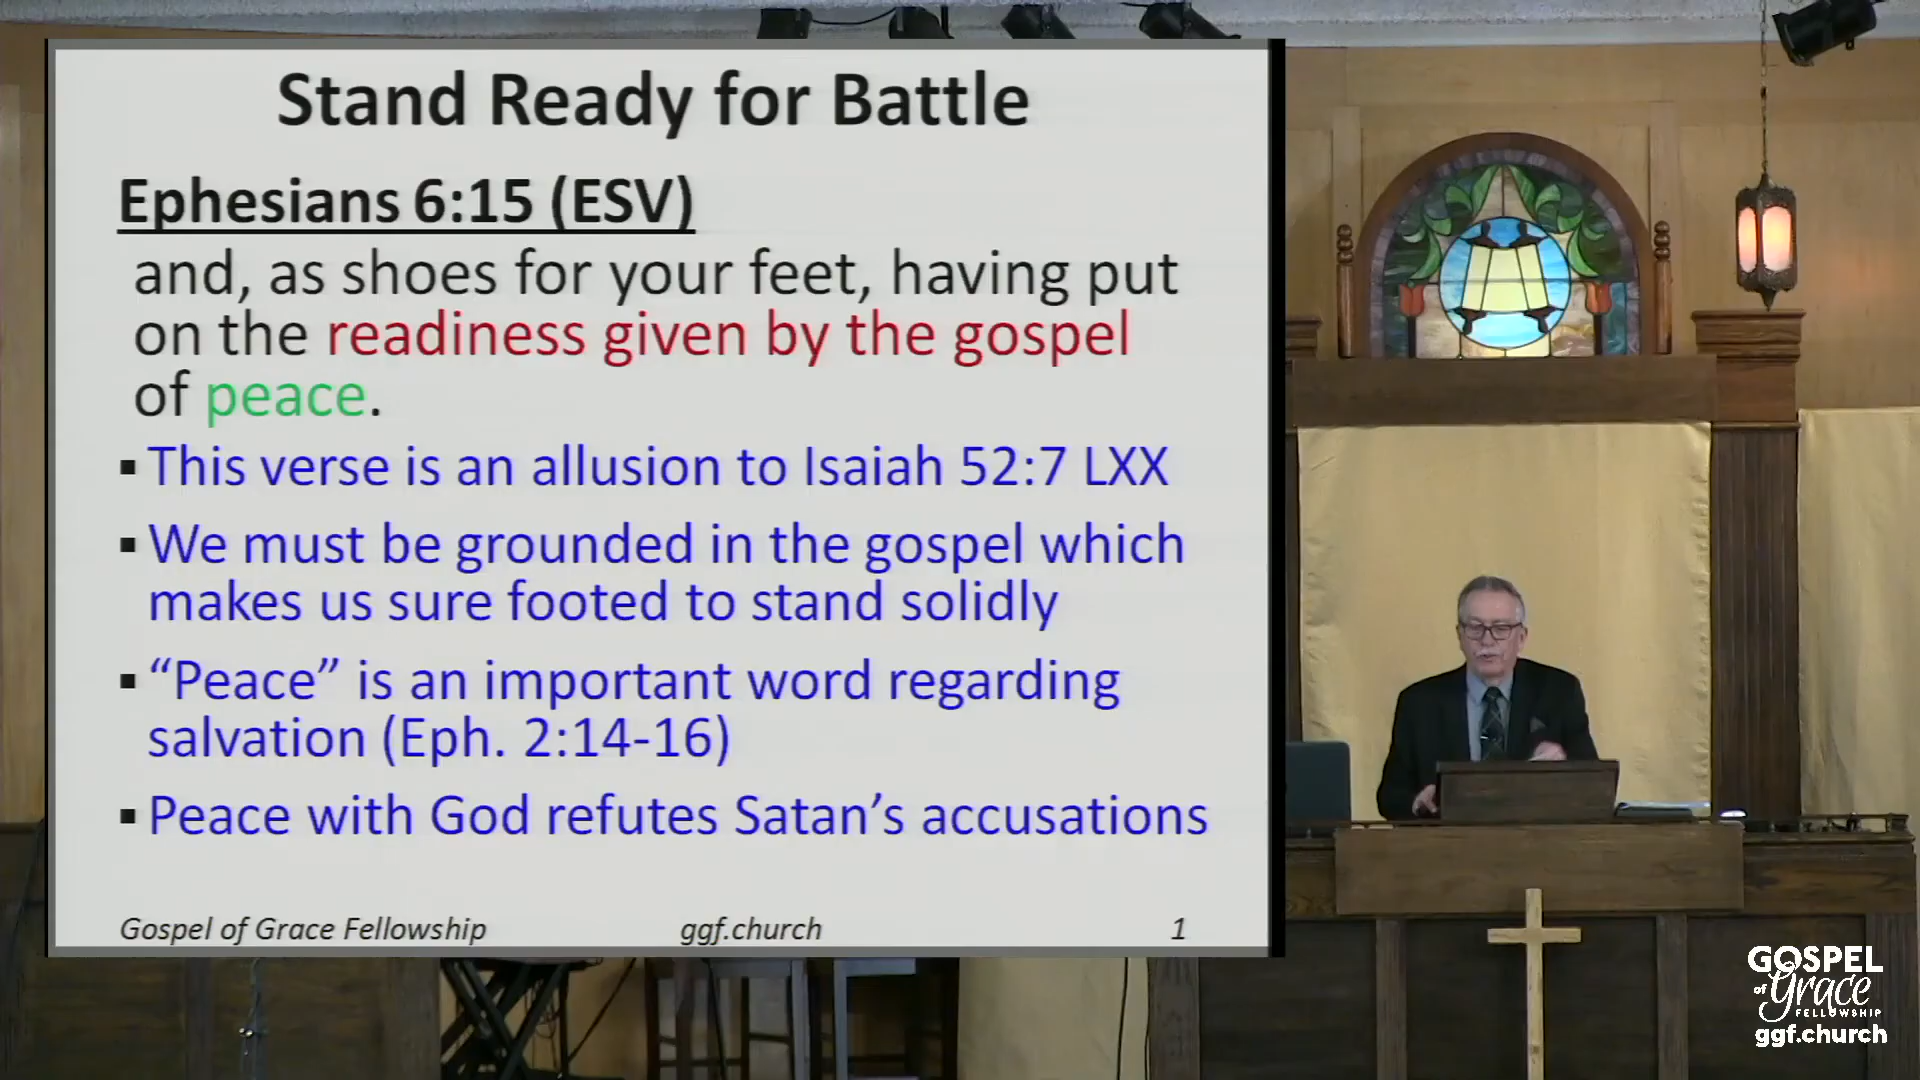 Stand Ready for Battle
Ephesians 6:15 (ESV)
and, as shoes for your feet, having put
on the readiness given by the gospel
of peace.
▪ This verse is an allusion to Isaiah 52:7 LXX
▪ We must be grounded in the gospel which
makes us sure footed to stand solidly
▪ “Peace” is an important word regarding
salvation (Eph. 2:14-16)
▪ Peace with God refutes Satan’s accusations
Gospel of Grace Fellowship ggf.church 1
GOSPEL
of Grace
FELLOWSHIP
ggf.church